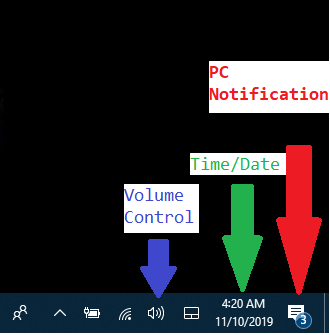 PC
Notification
Time/Date
Volume
Control
4:20 AM
11/10/2019
3